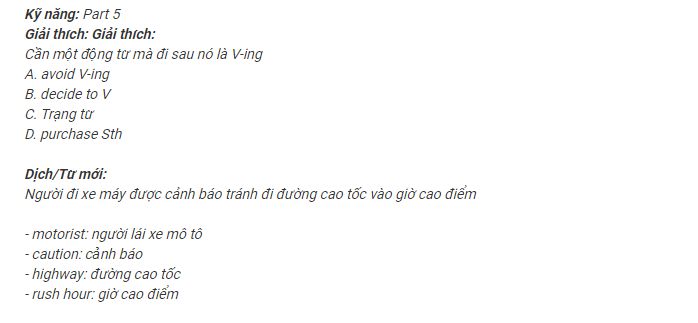 Kỹ năng: Part 5
Giải thích: Giải thích:
Cần một động từ mà đi sau nó là V-ing
A. avoid V-ing
B. decide to V
C. Trạng từ
D. purchase Sth
Dịch/Từ mới:
Người đi xe máy được cảnh báo tránh đi đường cao tốc vào giờ cao điểm
- motorist: người lái xe mô tô
- caution: cảnh báo
- highway: đường cao tốc
- rush hour: giờ cao điểm